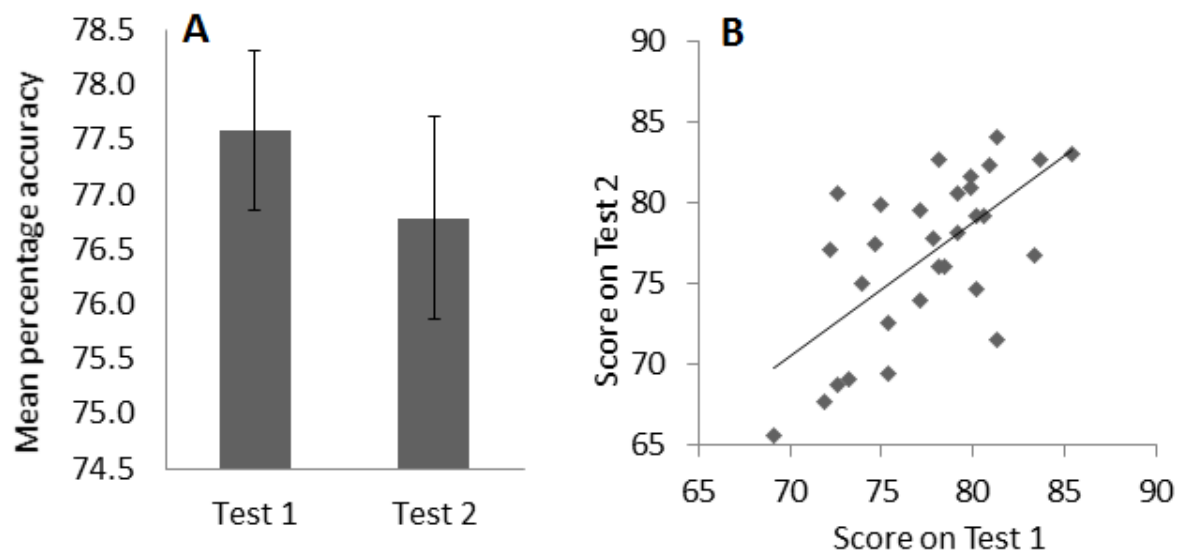 A
Mean percentage accuracy
78.5
78.0
77.5
77.0
76.5
76.0
75.5
75.0
74.5
Test 1 Test 2
B
Score on Test 2
90
85
80
75
70
65
65 70 75 80 85 90
Score on Test 1